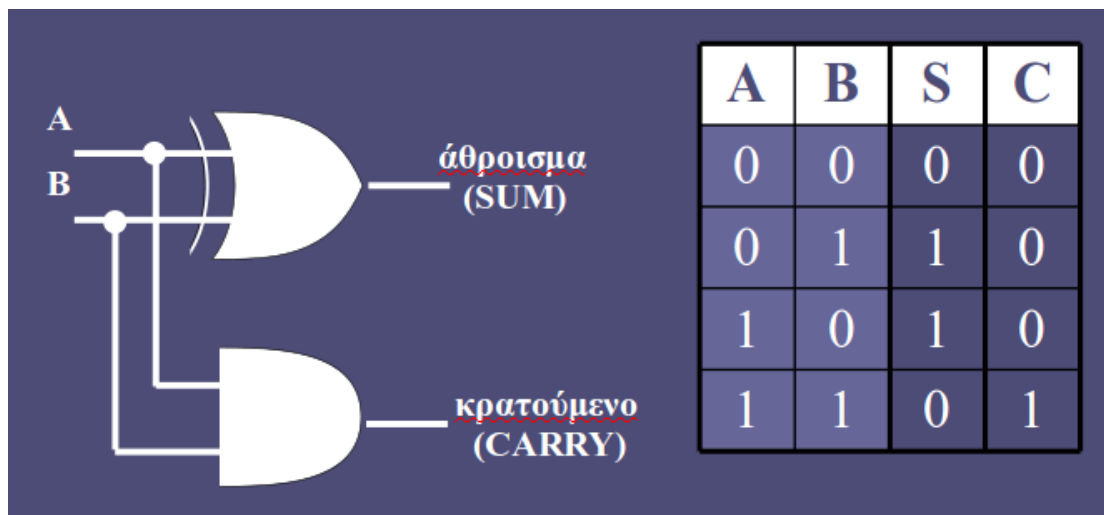 A
B
άθροισμα
(SUM)
κρατούμενο
(CARRY)
A B S C
0 0 0 0
0 1 1 0
1 0 1 0
1 1 0 1